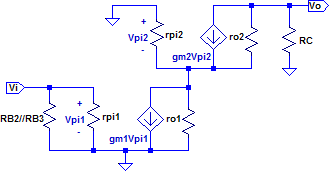 Vo
+
Vpi2
-
rpi2
gm2Vpi2
ro2
RC
Vi
RB2//RB3
+
Vpi1
-
rpi1
gm1Vpi1
ro1